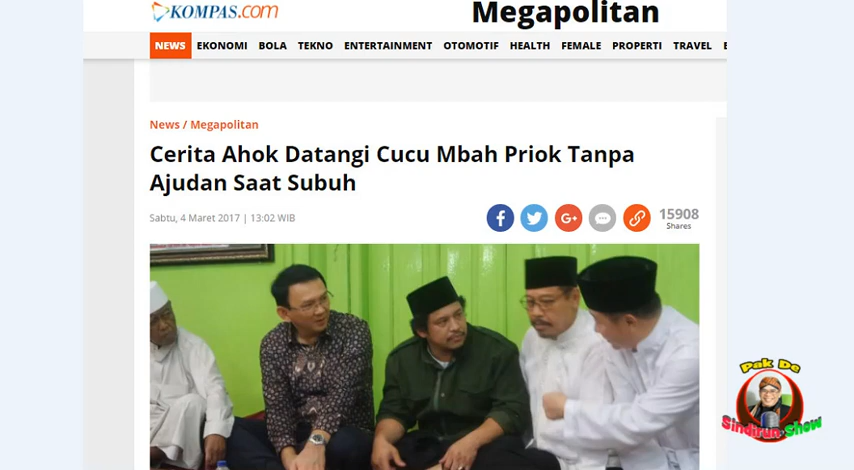 KOMPAS.com
Megapolitan
NEWS EKONOMI BOLA TEKNO ENTERTAINMENT OTOMOTIF HEALTH FEMALE PROPERTI TRAVEL
News / Megapolitan
Cerita Ahok Datangi Cucu Mbah Priok Tanpa
Ajudan Saat Subuh
Sabtu, 4 Maret 2017 | 13:02 WIB
15908
Shares
Pak De
Sindiran Show